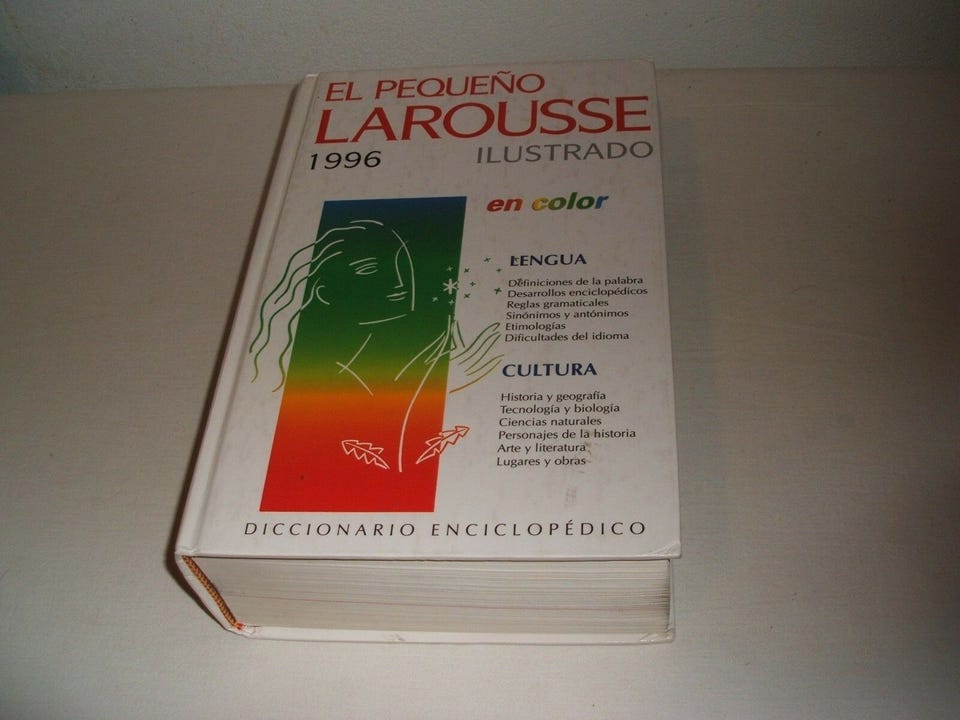 EL PEQUEÑO
LAROUSSE
1996 ILUSTRADO
en color
LENGUA
Definiciones de la palabra
Desarrollos enciclopédicos
Reglas gramaticales
Sinónimos y antónimos
Etimologías
Dificultades del idioma
CULTURA
Historia y geografía
Tecnología y biología
Ciencias naturales
Personajes de la historia
Arte y literatura
Lugares y obras
DICCIONARIO ENCICLOPÉDICO